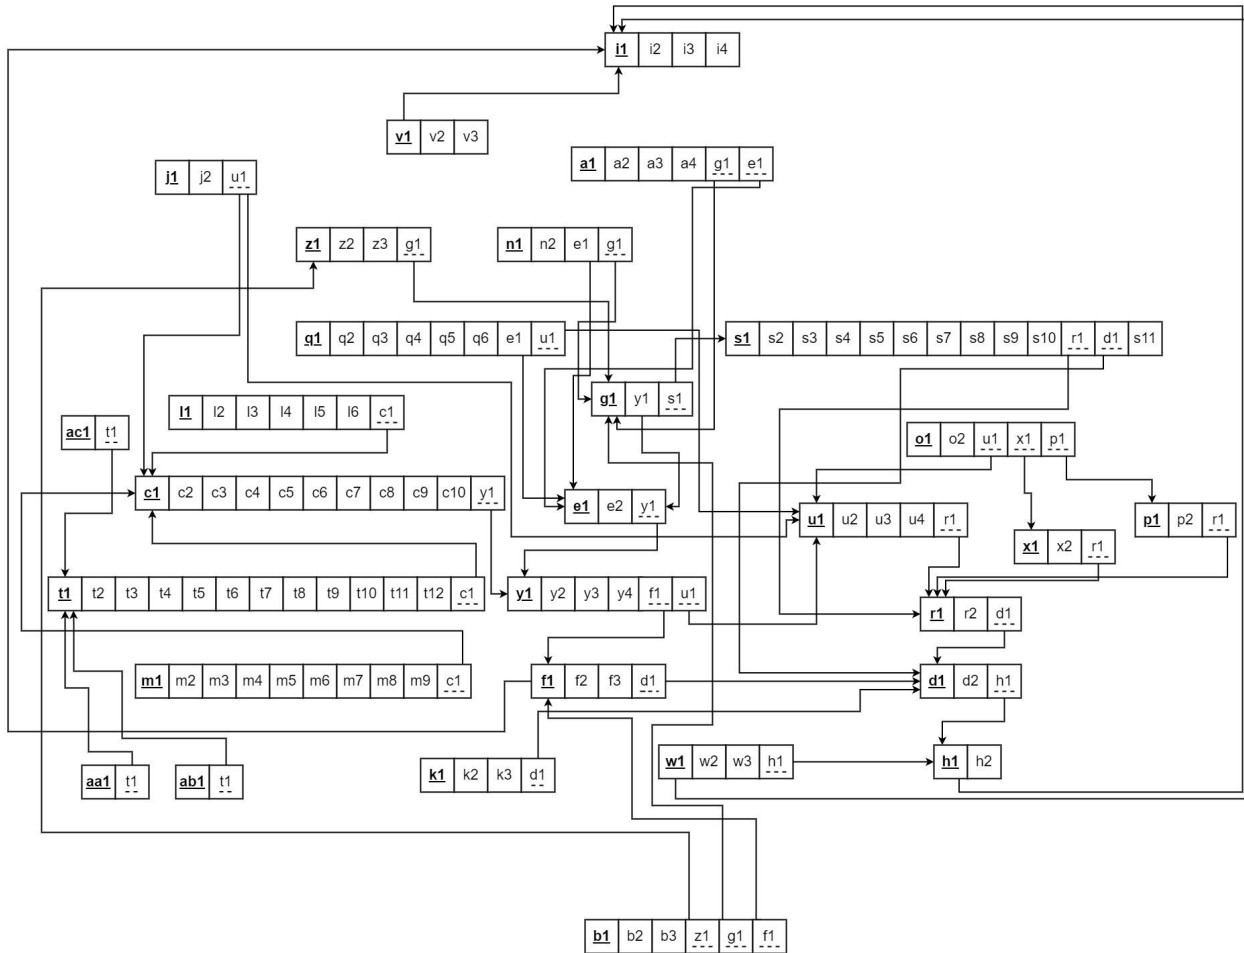 i1 i2 i3 i4
v1 v2 v3
a1 a2 a3 a4 g1 e1
j1 j2 u1
z1 z2 z3 g1
n1 n2 e1 g1
q1 q2 q3 q4 q5 q6 e1 u1
s1 s2 s3 s4 s5 s6 s7 s8 s9 s10 r1 d1 s11
g1 y1 s1
l1 l2 l3 l4 l5 l6 c1
ac1 t1
o1 o2 u1 x1 p1
c1 c2 c3 c4 c5 c6 c7 c8 c9 c10 y1
e1 e2 y1
u1 u2 u3 u4 r1
p1 p2 r1
x1 x2 r1
t1 t2 t3 t4 t5 t6 t7 t8 t9 t10 t11 t12 c1
y1 y2 y3 y4 f1 u1
r1 r2 d1
m1 m2 m3 m4 m5 m6 m7 m8 m9 c1
f1 f2 f3 d1
d1 d2 h1
w1 w2 w3 h1
h1 h2
k1 k2 k3 d1
aa1 t1
ab1 t1
b1 b2 b3 z1 g1 f1